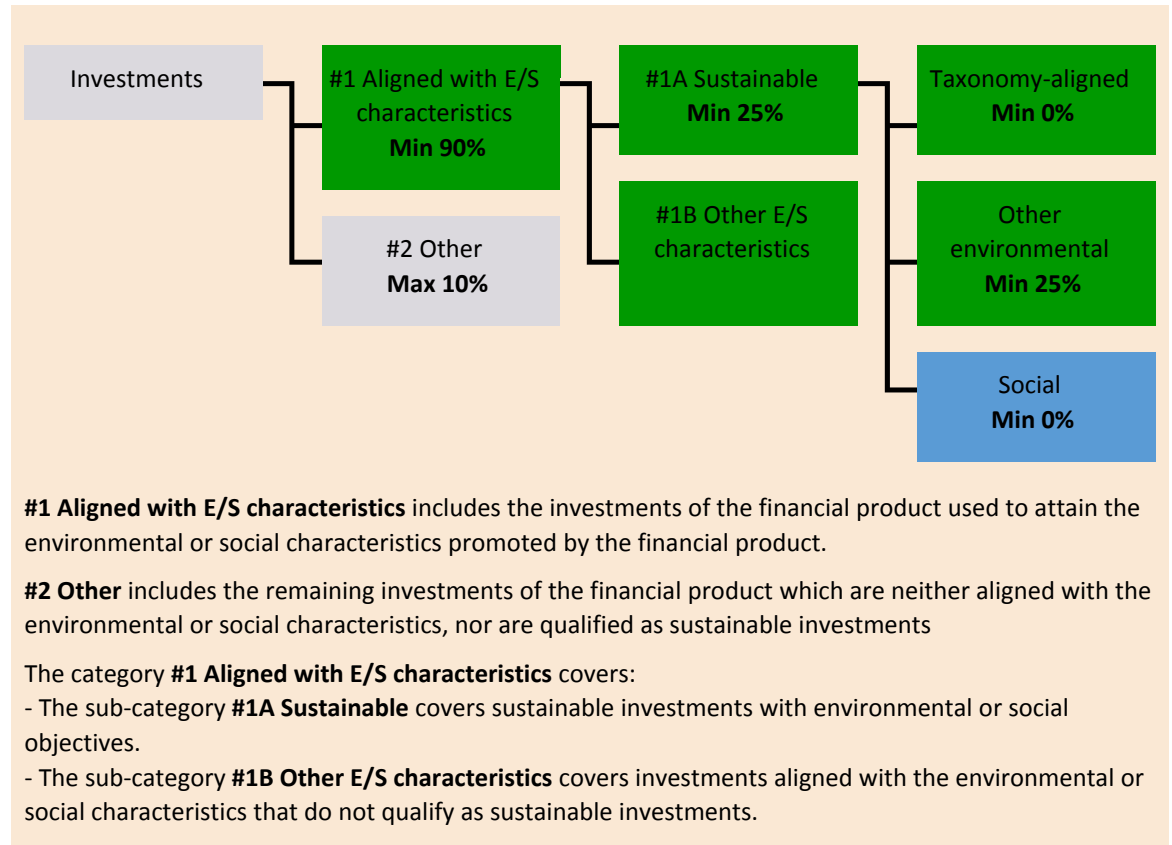 Investments
#1 Aligned with E/S
characteristics
Min 90%
#2 Other
Max 10%
#1A Sustainable
Min 25%
#1B Other E/S
characteristics
Taxonomy-aligned
Min 0%
Other
environmental
Min 25%
Social
Min 0%
#1 Aligned with E/S characteristics includes the investments of the financial product used to attain the
environmental or social characteristics promoted by the financial product.
#2 Other includes the remaining investments of the financial product which are neither aligned with the
environmental or social characteristics, nor are qualified as sustainable investments
The category #1 Aligned with E/S characteristics covers:
- The sub-category #1A Sustainable covers sustainable investments with environmental or social
objectives.
- The sub-category #1B Other E/S characteristics covers investments aligned with the environmental or
social characteristics that do not qualify as sustainable investments.